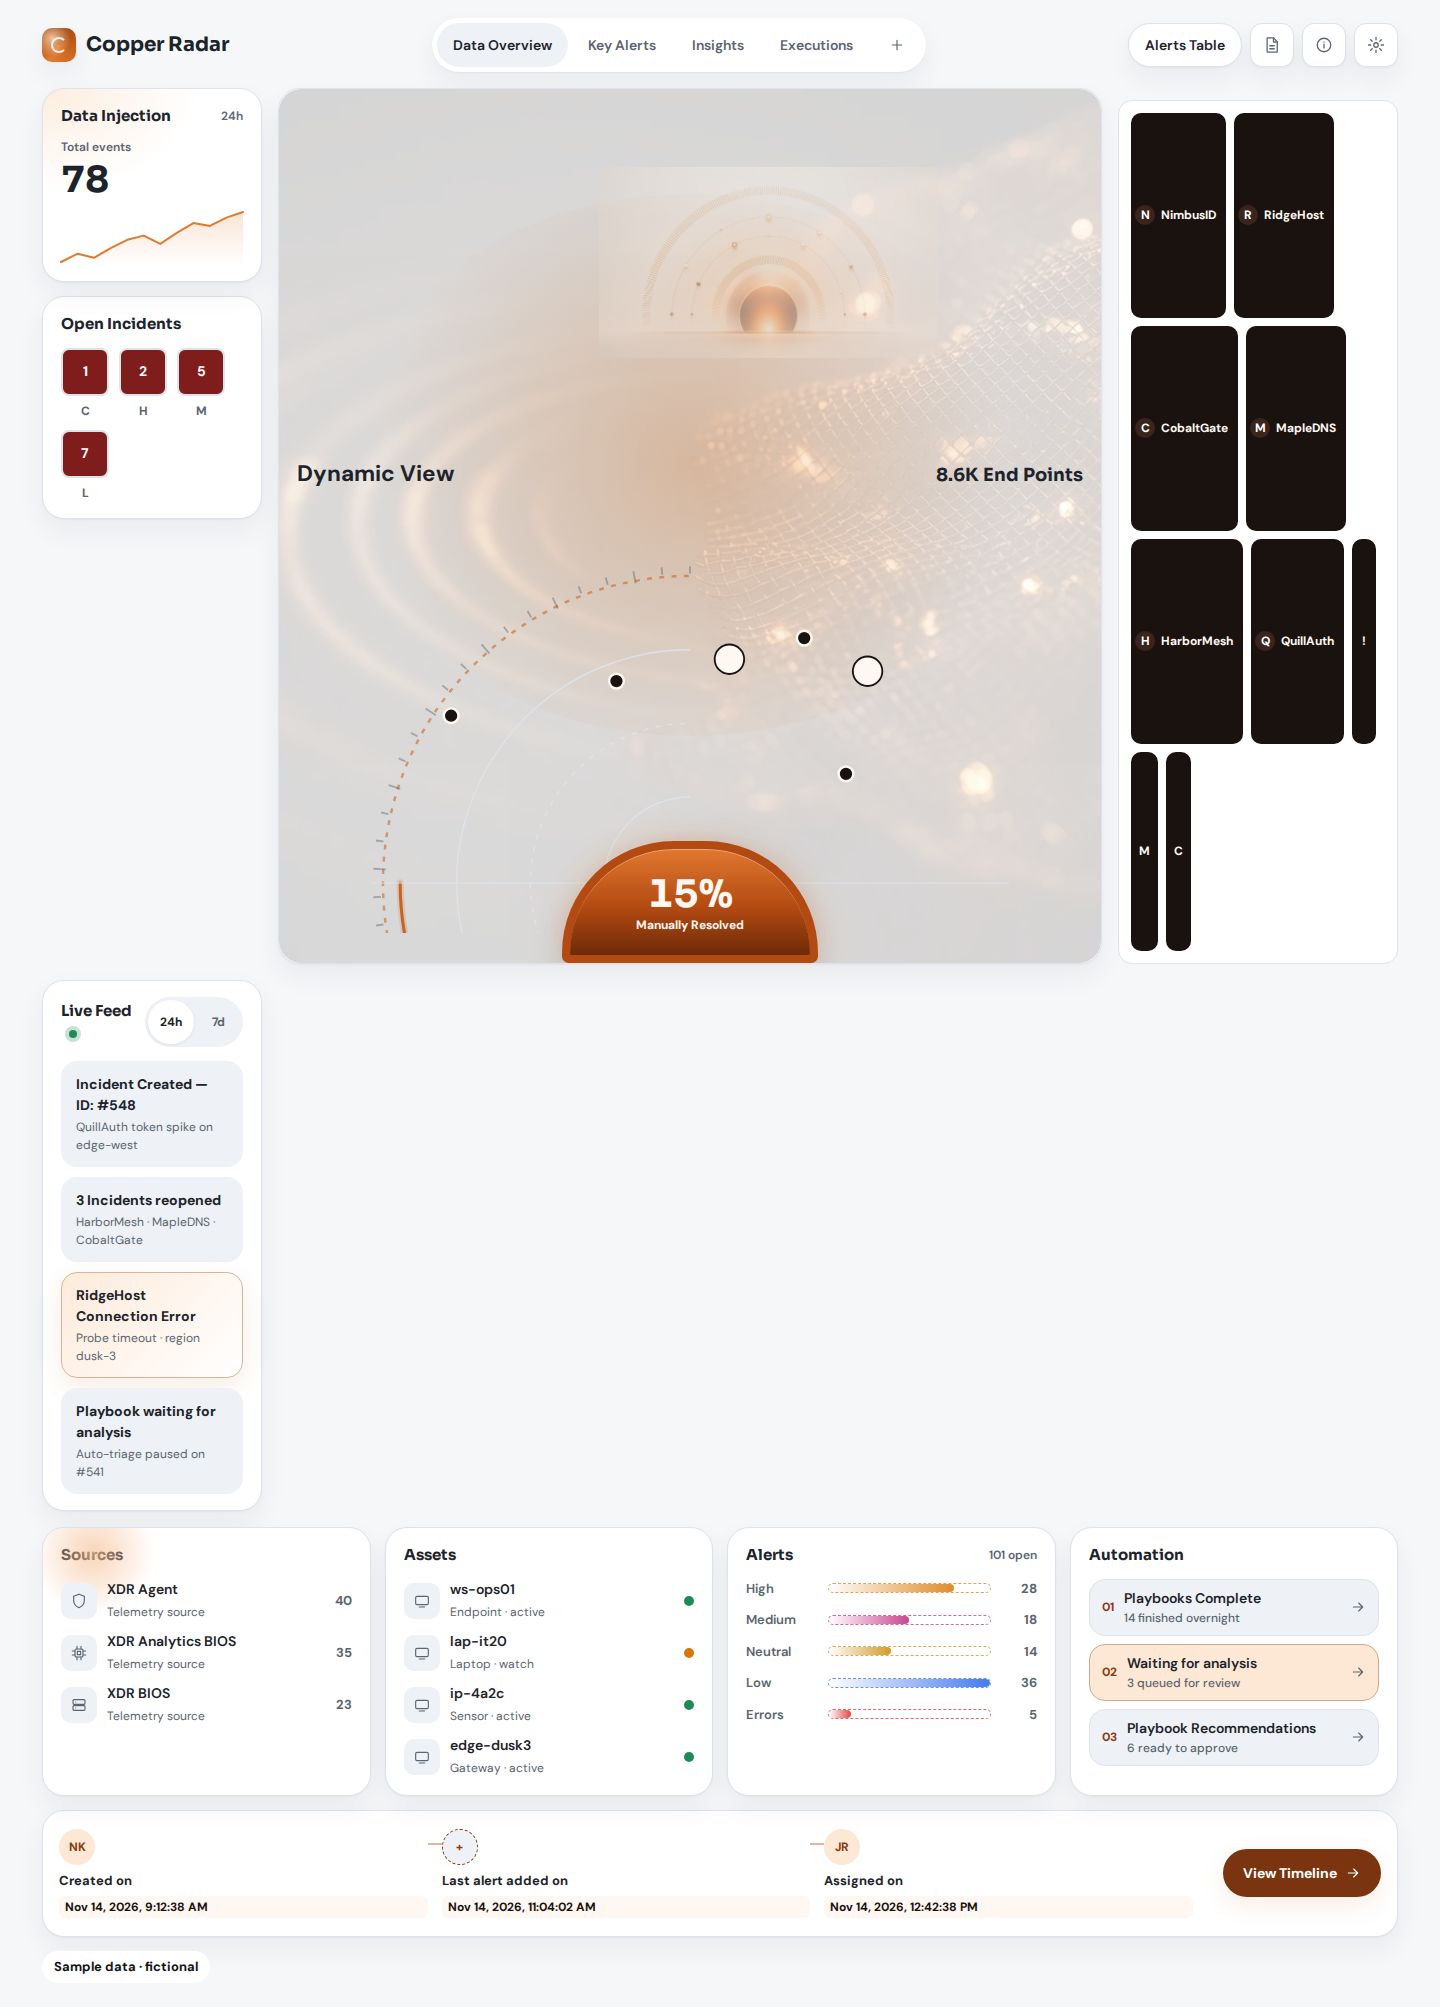 Copper Radar
Data Overview
Key Alerts
Insights
Executions
+
Alerts Table
Data Injection
24h
Total events
78
Open Incidents
1
2
5
C
H
M
7
L
Dynamic View
8.6K End Points
15%
Manually Resolved
N NimbusID
R RidgeHost
C CobaltGate
M MapleDNS
H HarborMesh
Q QuillAuth
!
M
C
Live Feed
24h
7d
Incident Created —
ID: #548
QuillAuth token spike on
edge-west
3 Incidents reopened
HarborMesh · MapleDNS ·
CobaltGate
RidgeHost
Connection Error
Probe timeout · region
dusk-3
Playbook waiting for
analysis
Auto-triage paused on
#541
Sources
XDR Agent
Telemetry source
40
XDR Analytics BIOS
Telemetry source
35
XDR BIOS
Telemetry source
23
Assets
ws-ops01
Endpoint · active
lap-it20
Laptop · watch
ip-4a2c
Sensor · active
edge-dusk3
Gateway · active
Alerts
101 open
High 28
Medium 18
Neutral 14
Low 36
Errors 5
Automation
01 Playbooks Complete
14 finished overnight
02 Waiting for analysis
3 queued for review
03 Playbook Recommendations
6 ready to approve
NK
Created on
Nov 14, 2026, 9:12:38 AM
+
Last alert added on
Nov 14, 2026, 11:04:02 AM
JR
Assigned on
Nov 14, 2026, 12:42:38 PM
View Timeline
Sample data · fictional